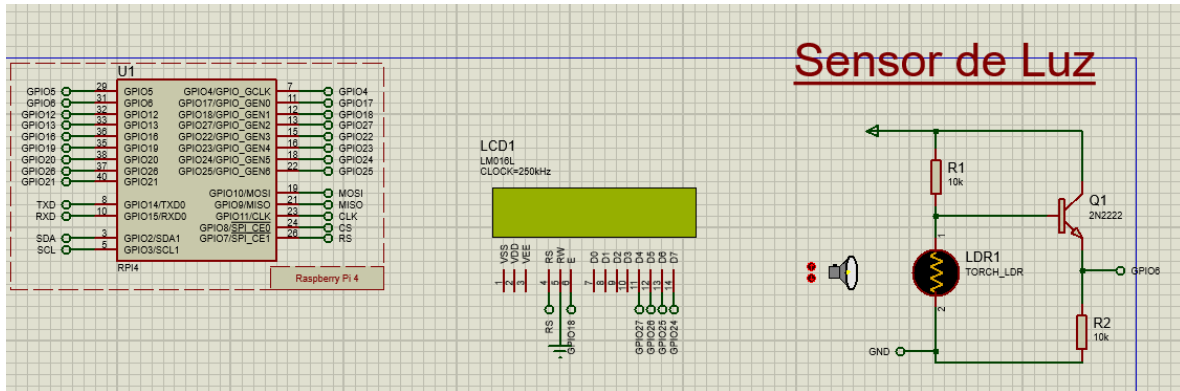 Sensor de Luz
U1
GPIO5 29 GPIO5 GPIO4/GPIO_GCLK 7 GPIO4
GPIO6 31 GPIO6 GPIO17/GPIO_GEN0 11 GPIO17
GPIO12 32 GPIO12 GPIO18/GPIO_GEN1 12 GPIO18
GPIO13 33 GPIO13 GPIO27/GPIO_GEN2 13 GPIO27
GPIO16 36 GPIO16 GPIO22/GPIO_GEN3 15 GPIO22
GPIO19 35 GPIO19 GPIO23/GPIO_GEN4 16 GPIO23
GPIO20 38 GPIO20 GPIO24/GPIO_GEN5 18 GPIO24
GPIO26 37 GPIO26 GPIO25/GPIO_GEN6 22 GPIO25
GPIO21 40 GPIO21
GPIO10/MOSI 19 MOSI
TXD 8 GPIO14/TXD0 GPIO9/MISO 21 MISO
RXD 10 GPIO15/RXD0 GPIO11/CLK 23 CLK
GPIO8/SPI_CE0 24 CS
SDA 3 GPIO2/SDA1 GPIO7/SPI_CE1 26 RS
SCL 5 GPIO3/SCL1
RPI4
Raspberry Pi 4
LCD1
LM016L
CLOCK=250kHz
VSS VDD VEE RS RW E D0 D1 D2 D3 D4 D5 D6 D7
1 2 3 4 5 6 7 8 9 10 11 12 13 14
RS GPIO18 GPIO27 GPIO26 GPIO25 GPIO24
R1
10k
Q1
2N2222
1
LDR1
TORCH_LDR
2
GPIO6
R2
10k
GND